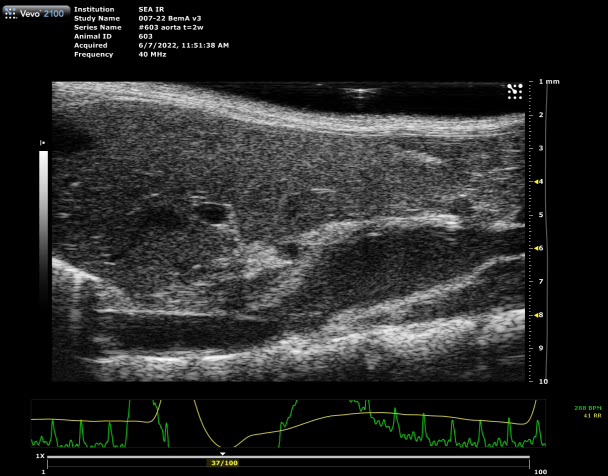 Vevo 2100
Institution SEA IR
Study Name 007-22 BemA v3
Series Name #603 aorta t=2w
Animal ID 603
Acquired 6/7/2022, 11:51:38 AM
Frequency 40 MHz
1 mm
2
3
4
5
6
7
8
9
10
288 BPM
41 RR
1X
37/100
1
100